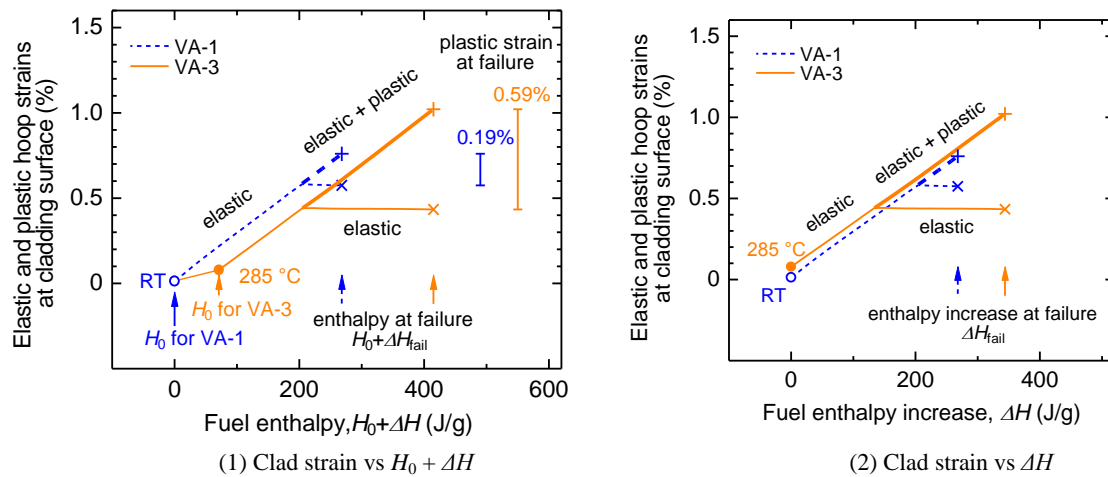 Elastic and plastic hoop strains
at cladding surface (%)
1.5
1.0
0.5
0
VA-1
VA-3
plastic strain
at failure
0.59%
0.19%
elastic + plastic
elastic
elastic
RT
285 °C
H0 for VA-3
H0 for VA-1
enthalpy at failure
H0+ΔHfail
0 200 400 600
Fuel enthalpy,H0+ΔH (J/g)
(1) Clad strain vs H0 + ΔH
Elastic and plastic hoop strains
at cladding surface (%)
1.5
1.0
0.5
0
VA-1
VA-3
elastic + plastic
elastic
elastic
285 °C
RT
enthalpy increase at failure
ΔHfail
0 200 400
Fuel enthalpy increase, ΔH (J/g)
(2) Clad strain vs ΔH